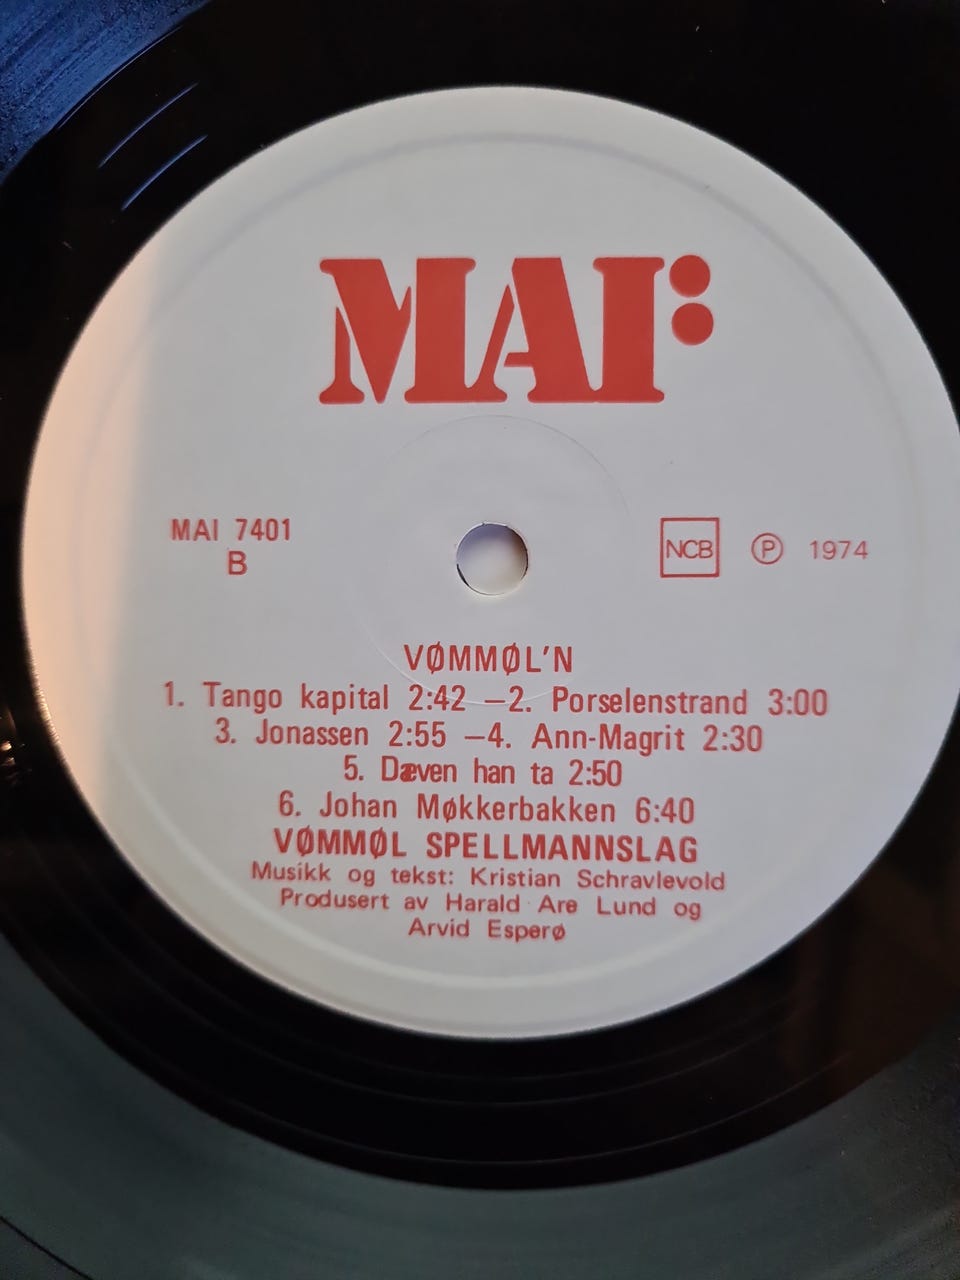 MAI:
MAI 7401
B
NCB Ⓟ 1974
VØMMØL'N
1. Tango kapital 2:42 –2. Porselenstrand 3:00
3. Jonassen 2:55 –4. Ann-Magrit 2:30
5. Dæven han ta 2:50
6. Johan Møkkerbakken 6:40
VØMMØL SPELLMANNSLAG
Musikk og tekst: Kristian Schravlevold
Produsert av Harald Are Lund og
Arvid Esperø